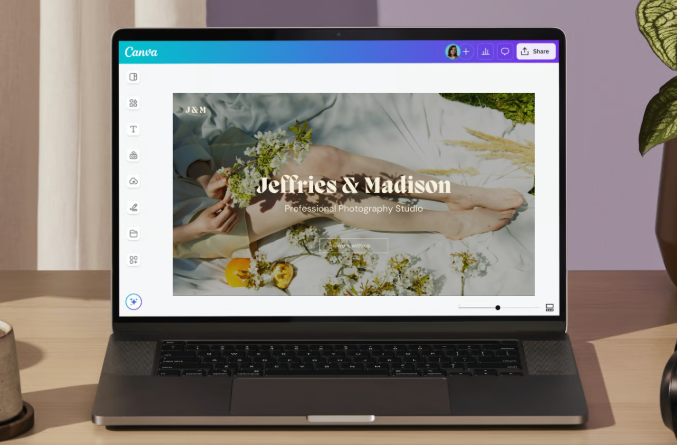 Canva
Share
J & M
Jeffries & Madison
Professional Photography Studio